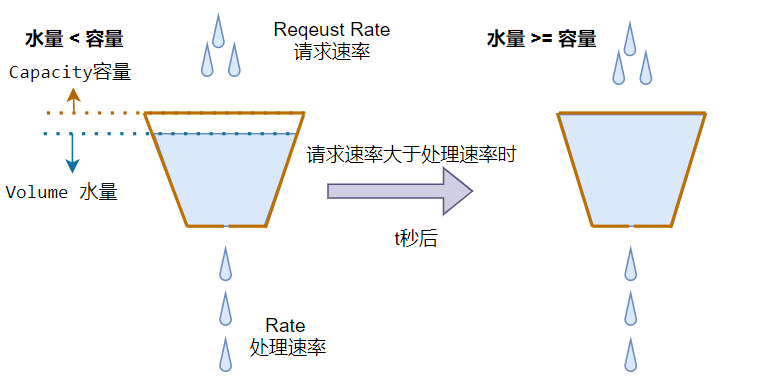 水量 < 容量
Reqeust Rate
请求速率
水量 >= 容量
Capacity容量
请求速率大于处理速率时
Volume 水量
t秒后
Rate
处理速率